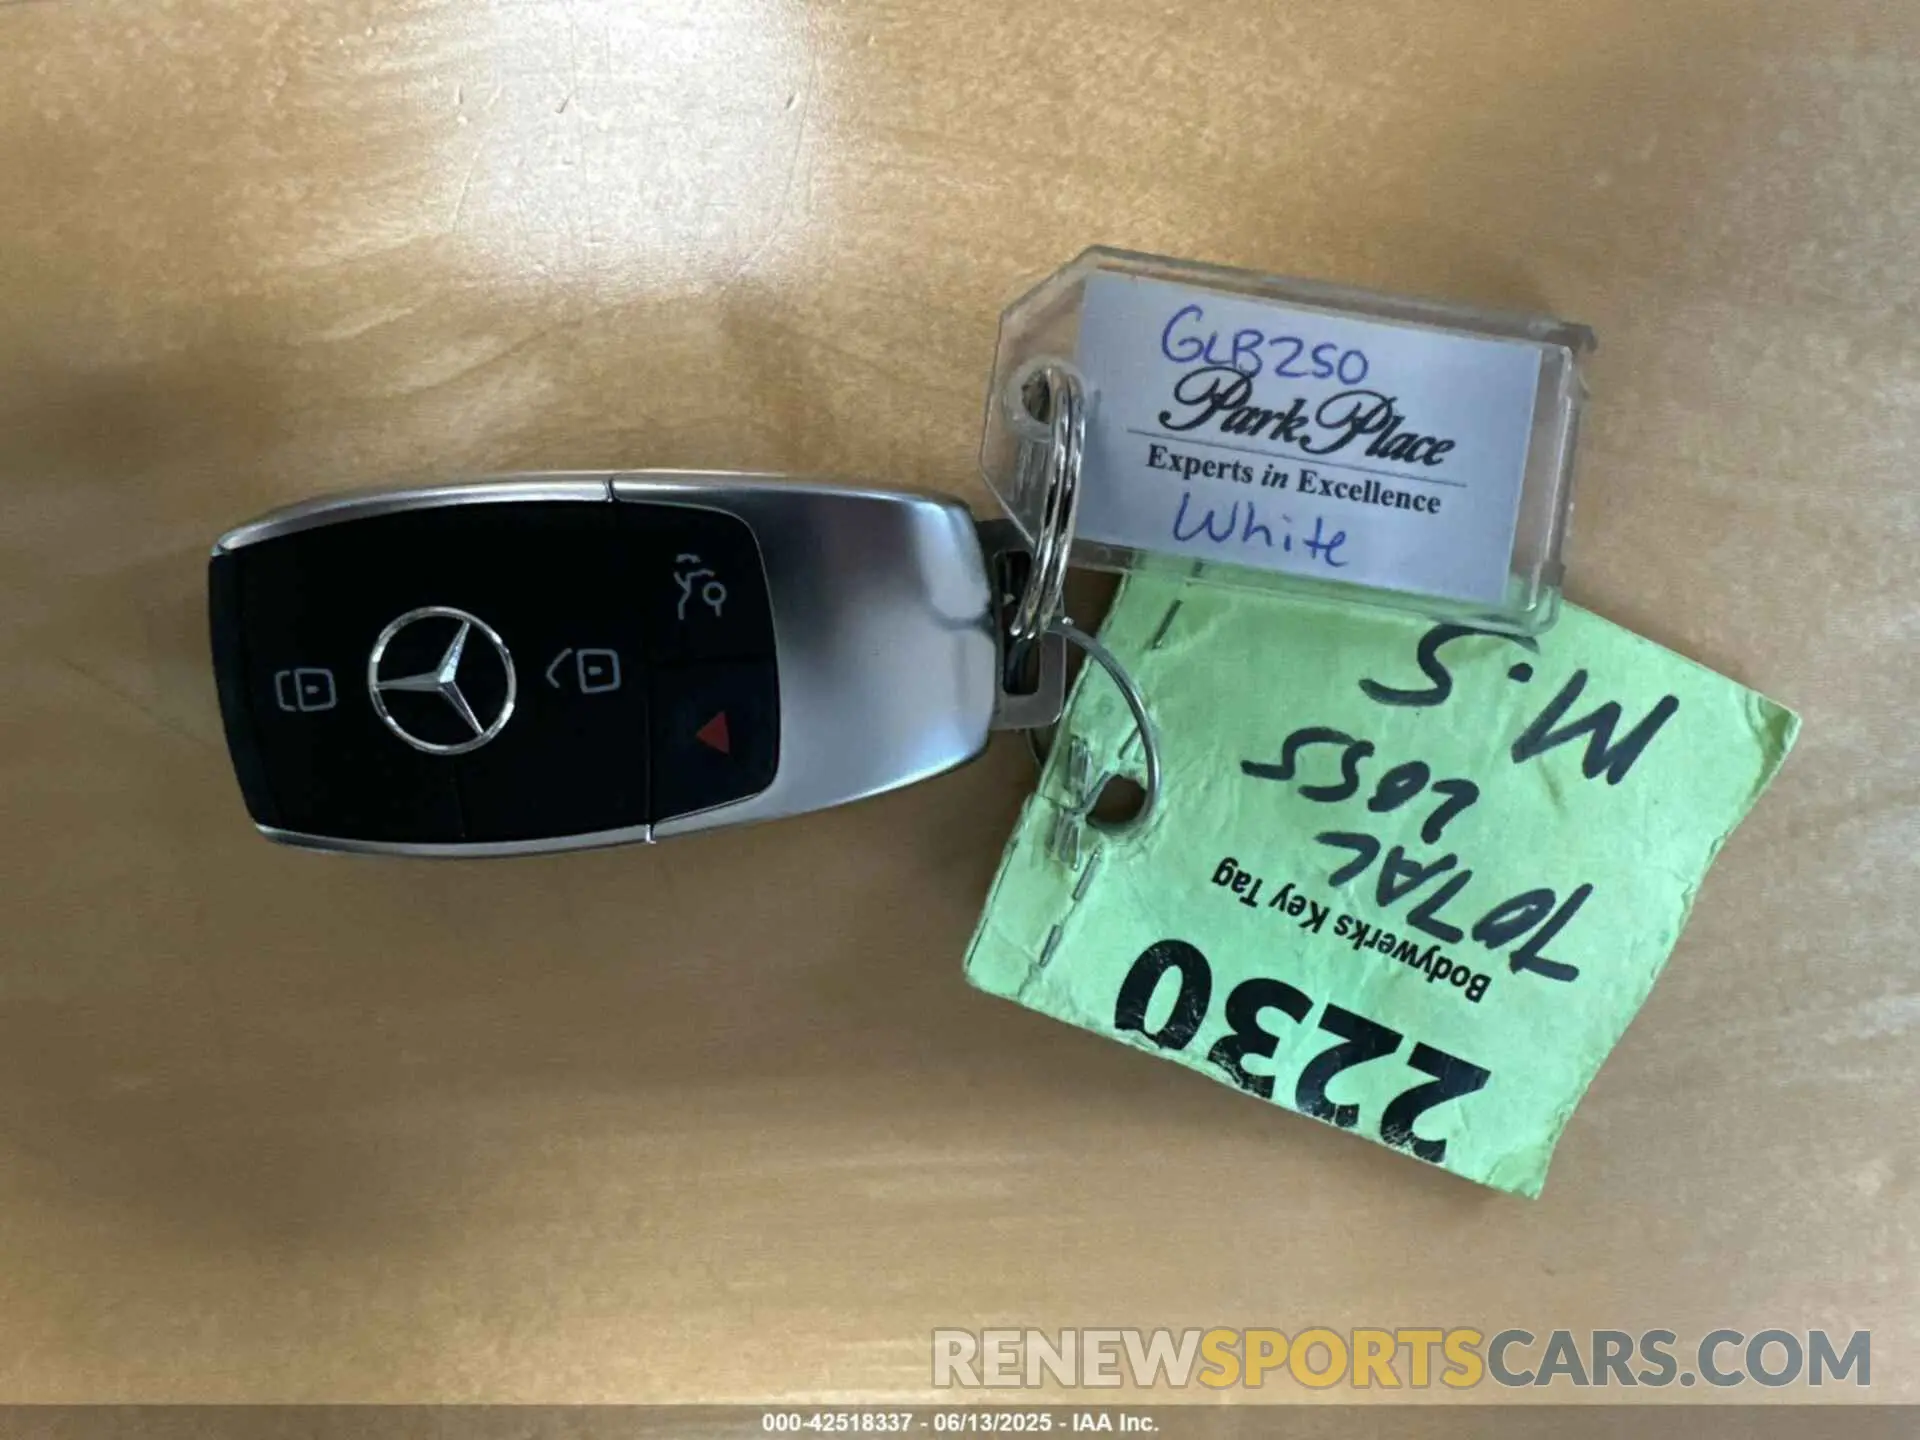 GLB250
Park Place
Experts in Excellence
White
2230
Bodywerks Key Tag
TOTAL
LOSS
M.S
RENEWSPORTSCARS.COM
000-42518337 - 06/13/2025 - IAA Inc.